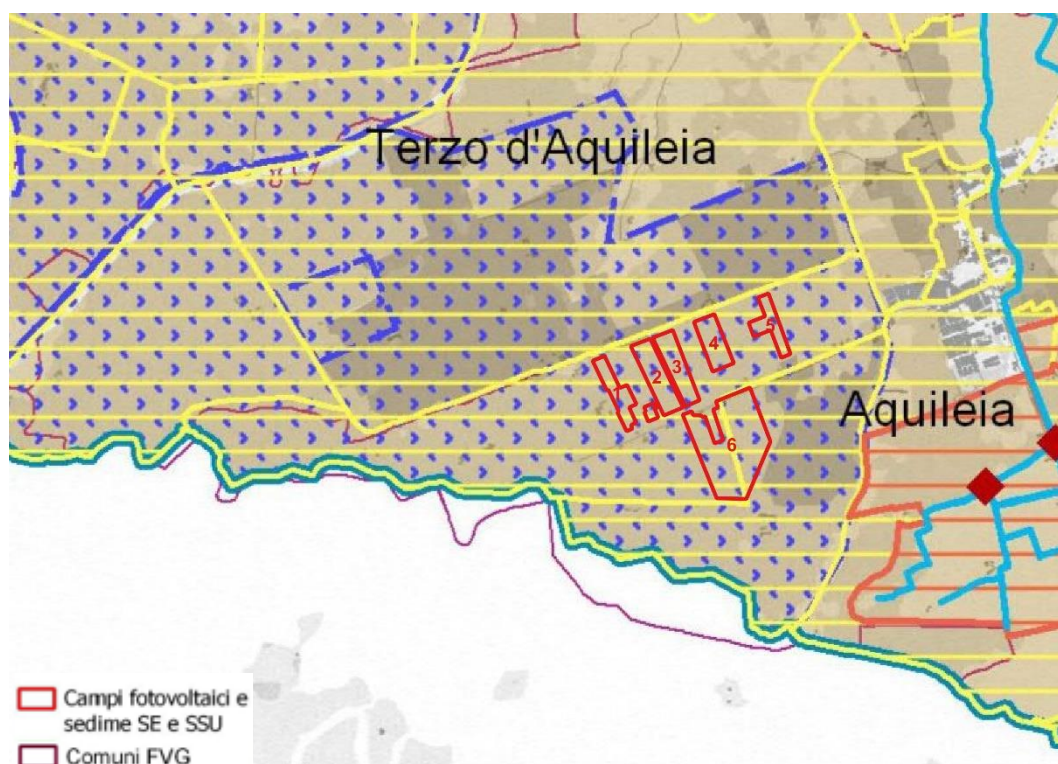 Terzo d'Aquileia
2
3
4
5
6
Aquileia
Campi fotovoltaici e
sedime SE e SSU
Comuni FVG